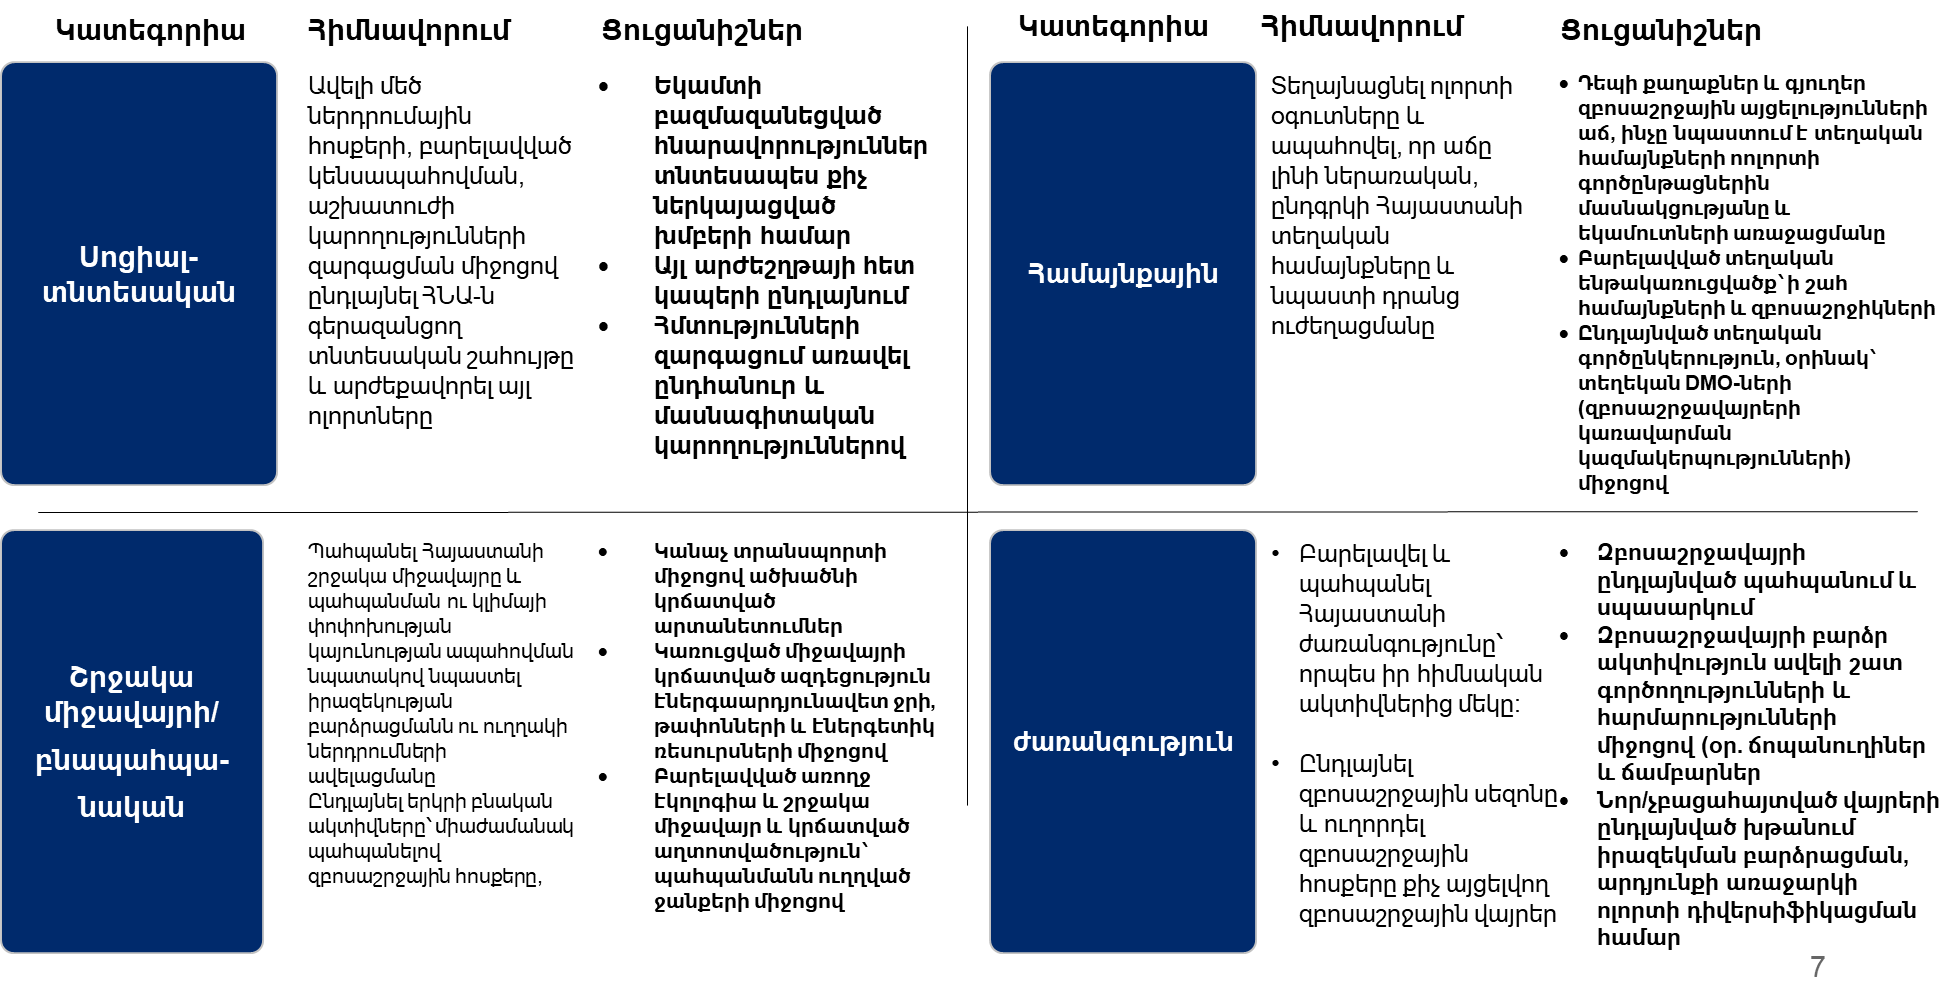 Կատեգորիա
Հիմնավորում
Ցուցանիշներ
Սոցիալ-
տնտեսական
Ավելի մեծ
ներդրումային
հոսքերի, բարելավված
կենսապահովման,
աշխատուժի
կարողությունների
զարգացման միջոցով
ընդլայնել ՀՆԱ-ն
գերազանցող
տնտեսական շահույթը
և արժեքավորել այլ
ոլորտները
• Եկամտի
բազմազանեցված
հնարավորություններ
տնտեսապես քիչ
ներկայացված
խմբերի համար
• Այլ արժեշղթայի հետ
կապերի ընդլայնում
• Հմտությունների
զարգացում առավել
ընդհանուր և
մասնագիտական
կարողություններով
Կատեգորիա
Հիմնավորում
Ցուցանիշներ
Համայնքային
Տեղայնացնել ոլորտի
օգուտները և
ապահովել, որ աճը
լինի ներառական,
ընդգրկի Հայաստանի
տեղական
համայնքները և
նպաստի դրանց
ուժեղացմանը
• Դեպի քաղաքներ և գյուղեր
զբոսաշրջային այցելությունների
աճ, ինչը նպաստում է տեղական
համայնքների ոոլորտի
գործընթացներին
մասնակցությանը և
եկամուտների առաջացմանը
• Բարելավված տեղական
ենթակառուցվածք՝ ի շահ
համայնքների և զբոսաշրջիկների
• Ընդլայնված տեղական
գործընկերություն, օրինակ՝
տեղեկան DMO-ների
(զբոսաշրջավայրերի
կառավարման
կազմակերպությունների)
միջոցով
Շրջակա
միջավայրի/
բնապահպա-
նական
Պահպանել Հայաստանի
շրջակա միջավայրը և
պահպանման ու կլիմայի
փոփոխության
կայունության ապահովման
նպատակով նպաստել
իրազեկության
բարձրացմանն ու ուղղակի
ներդրումների
ավելացմանը
Ընդլայնել երկրի բնական
ակտիվները՝ միաժամանակ
պահպանելով
զբոսաշրջային հոսքերը,
• Կանաչ տրանսպորտի
միջոցով ածխածնի
կրճատված
արտանետումներ
• Կառուցված միջավայրի
կրճատված ազդեցություն
էներգաարդյունավետ ջրի,
թափոնների և էներգետիկ
ռեսուրսների միջոցով
• Բարելավված առողջ
էկոլոգիա և շրջակա
միջավայր և կրճատված
աղտոտվածություն՝
պահպանմանն ուղղված
ջանքերի միջոցով
Ժառանգություն
• Բարելավել և
պահպանել
Հայաստանի
ժառանգությունը՝
որպես իր հիմնական
ակտիվներից մեկը:
• Ընդլայնել
զբոսաշրջային սեզոնը
և ուղորդել
զբոսաշրջային
հոսքերը քիչ այցելվող
զբոսաշրջային վայրեր
• Զբոսաշրջավայրի
ընդլայնված պահպանում և
սպասարկում
• Զբոսաշրջավայրի բարձր
ակտիվություն ավելի շատ
գործողությունների և
հարմարությունների
միջոցով (օր. ճոպանուղիներ
և ճամբարներ
• Նոր/չբացահայտված վայրերի
ընդլայնված խթանում
իրազեկման բարձրացման,
արդյունքի առաջարկի
ոլորտի դիվերսիֆիկացման
համար
7